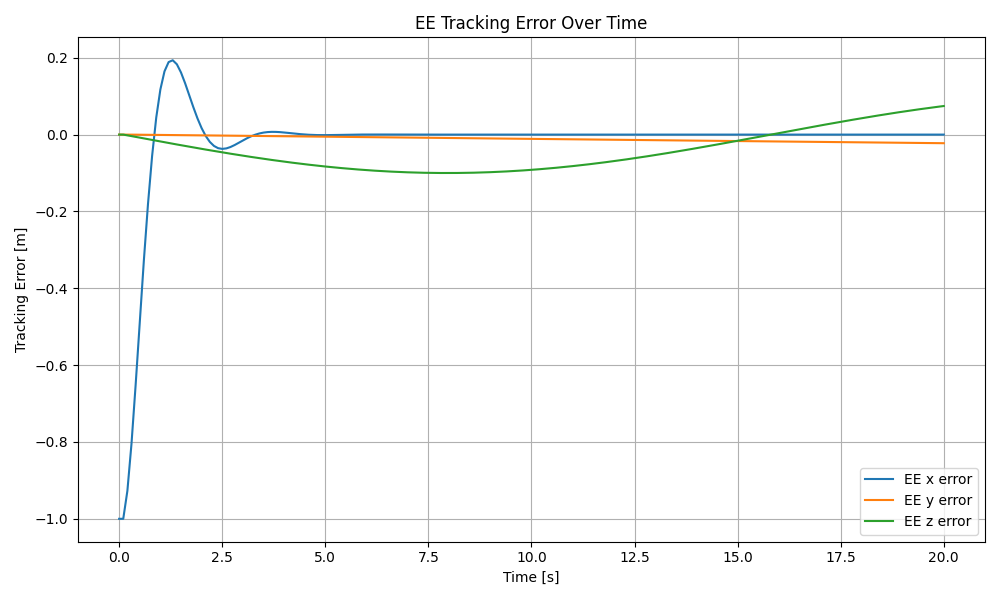 EE Tracking Error Over Time
Tracking Error [m]
0.2
0.0
−0.2
−0.4
−0.6
−0.8
−1.0
0.0 2.5 5.0 7.5 10.0 12.5 15.0 17.5 20.0
Time [s]
EE x error
EE y error
EE z error